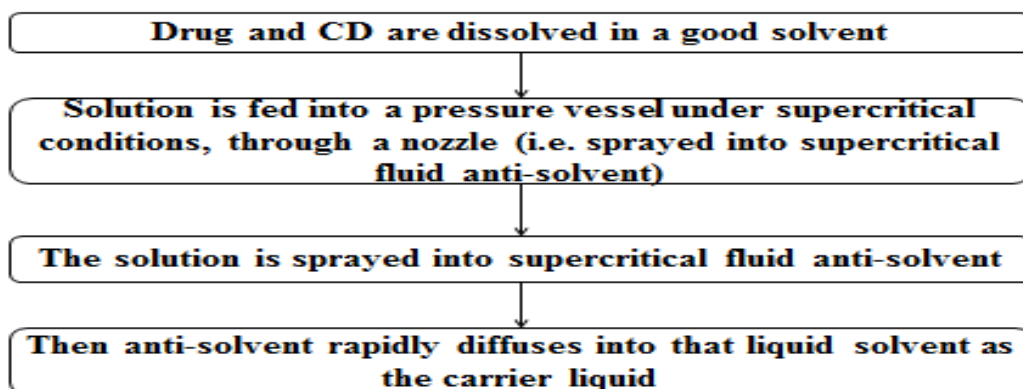 Drug and CD are dissolved in a good solvent
Solution is fed into a pressure vessel under supercritical
conditions, through a nozzle (i.e. sprayed into supercritical
fluid anti-solvent)
The solution is sprayed into supercritical fluid anti-solvent
Then anti-solvent rapidly diffuses into that liquid solvent as
the carrier liquid